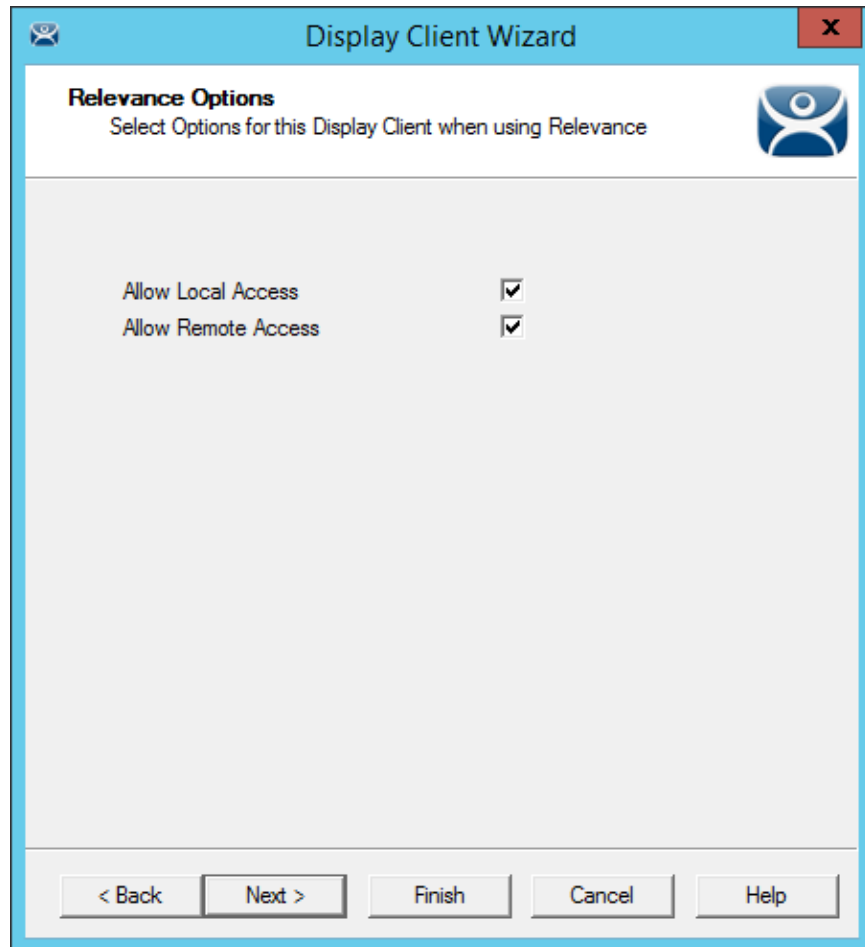 Display Client Wizard
x
Relevance Options
Select Options for this Display Client when using Relevance
Allow Local Access
Allow Remote Access
< Back Next > Finish Cancel Help